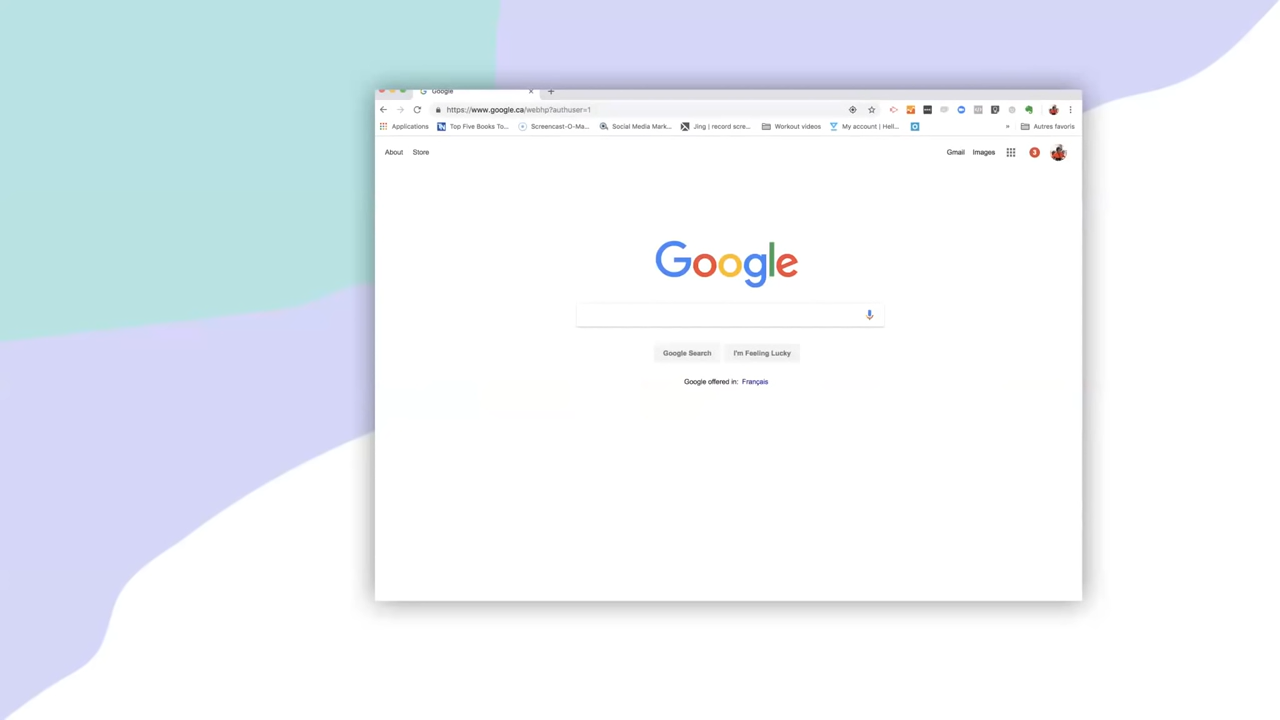 Google
https://www.google.ca/webhp?authuser=1
Applications Top Five Books To... Screencast-O-Ma... Social Media Mark... Jing | record scre... Workout videos My account | Hell... » Autres favoris
About Store Gmail Images 3
Google
Google Search I'm Feeling Lucky
Google offered in: Français